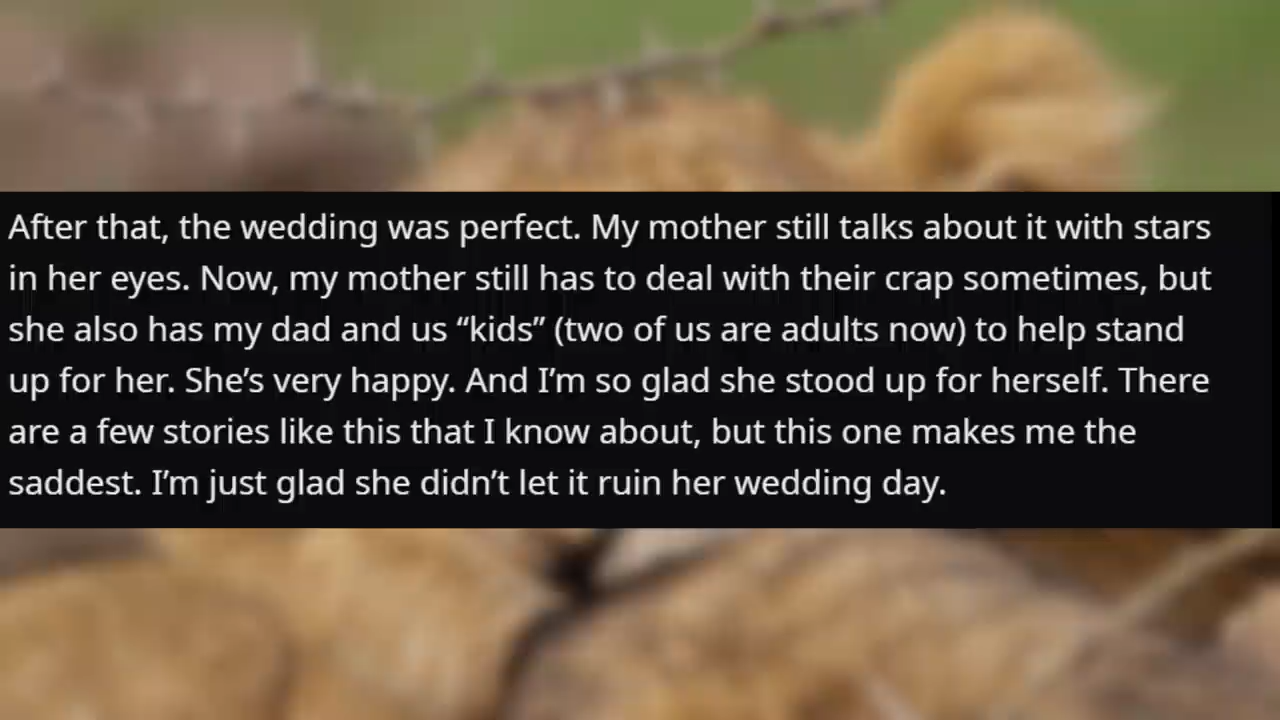 After that, the wedding was perfect. My mother still talks about it with stars
in her eyes. Now, my mother still has to deal with their crap sometimes, but
she also has my dad and us “kids” (two of us are adults now) to help stand
up for her. She’s very happy. And I’m so glad she stood up for herself. There
are a few stories like this that I know about, but this one makes me the
saddest. I’m just glad she didn’t let it ruin her wedding day.